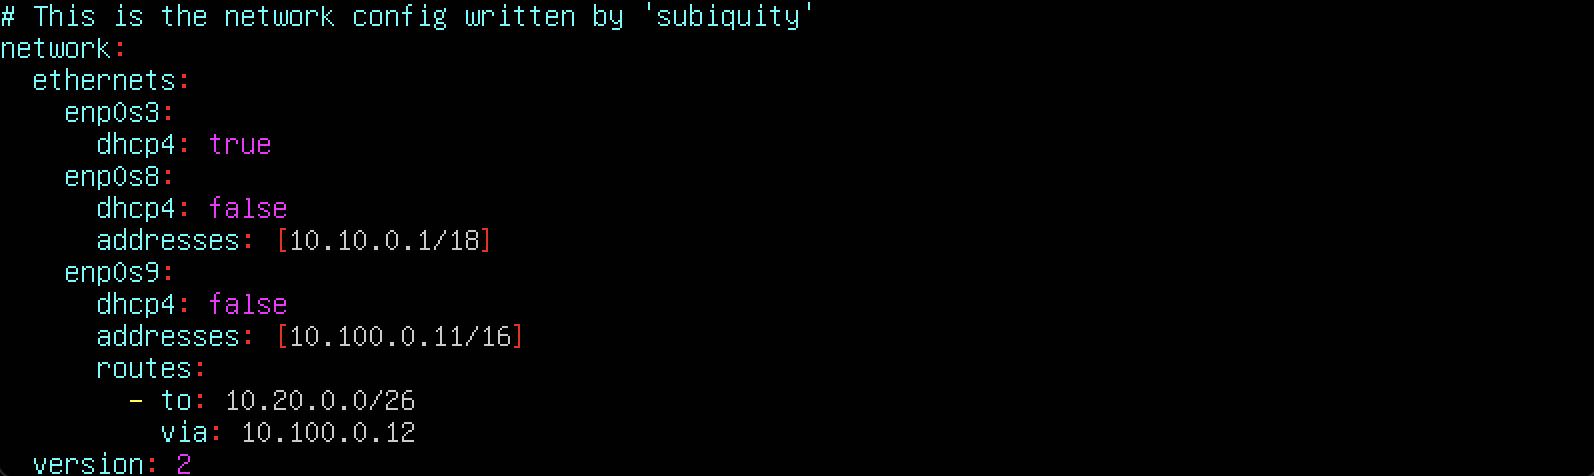 # This is the network config written by 'subiquity'
network:
  ethernets:
    enp0s3:
      dhcp4: true
    enp0s8:
      dhcp4: false
      addresses: [10.10.0.1/18]
    enp0s9:
      dhcp4: false
      addresses: [10.100.0.11/16]
      routes:
        - to: 10.20.0.0/26
          via: 10.100.0.12
  version: 2